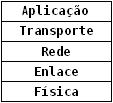 Aplicação
Transporte
Rede
Enlace
Física